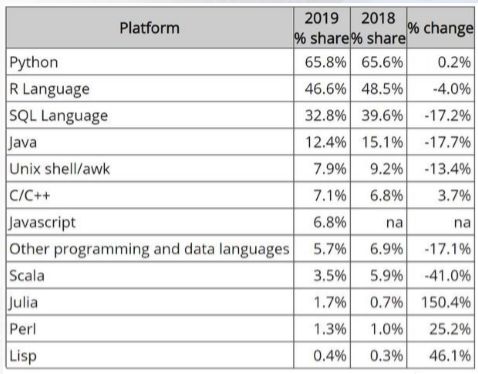 Platform 2019 % share 2018 % share % change
Python 65.8% 65.6% 0.2%
R Language 46.6% 48.5% -4.0%
SQL Language 32.8% 39.6% -17.2%
Java 12.4% 15.1% -17.7%
Unix shell/awk 7.9% 9.2% -13.4%
C/C++ 7.1% 6.8% 3.7%
Javascript 6.8% na na
Other programming and data languages 5.7% 6.9% -17.1%
Scala 3.5% 5.9% -41.0%
Julia 1.7% 0.7% 150.4%
Perl 1.3% 1.0% 25.2%
Lisp 0.4% 0.3% 46.1%